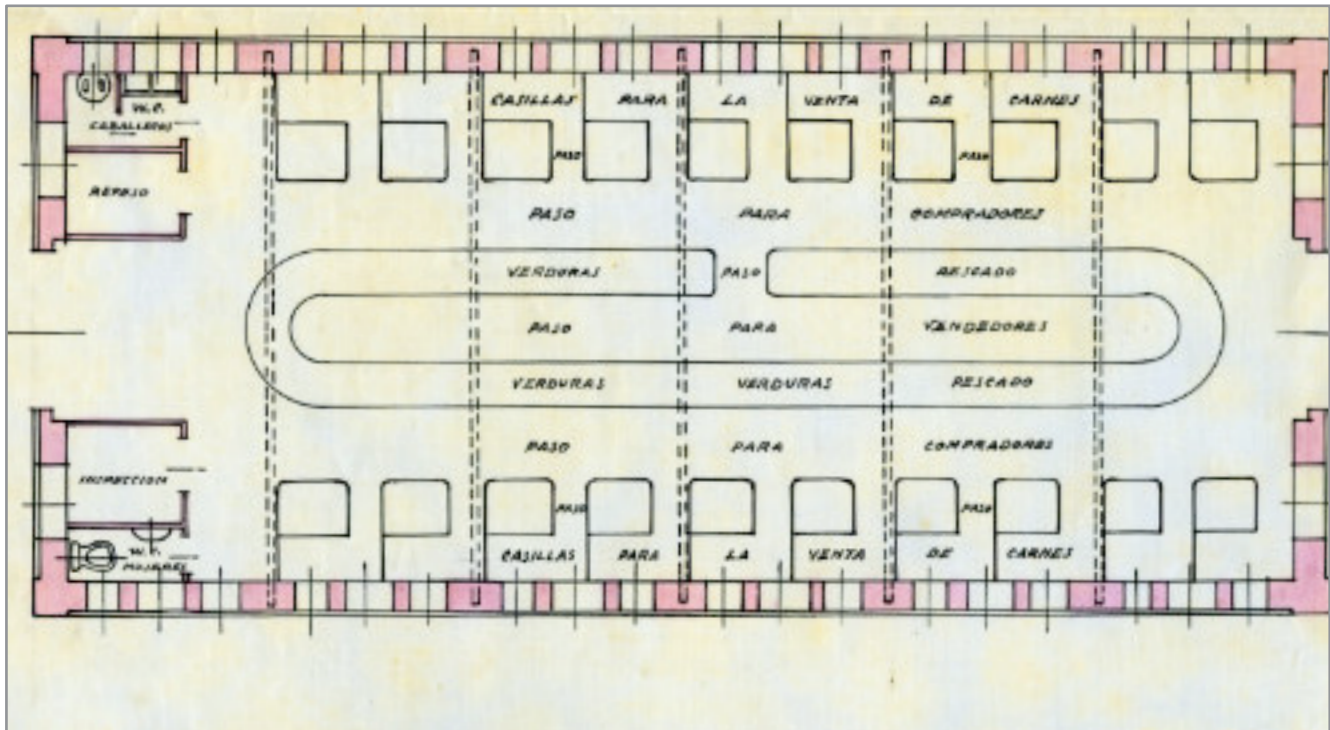 CASILLAS PARA LA VENTA DE CARNES
W.C.
CABALLEROS
PASO PASO
REPOSO
PASO PARA COMPRADORES
VERDURAS PASO PESCADO
PASO PARA VENDEDORES
VERDURAS VERDURAS PESCADO
PASO PARA COMPRADORES
INSPECCION
PASO PASO
W.C.
MUJERES
CASILLAS PARA LA VENTA DE CARNES